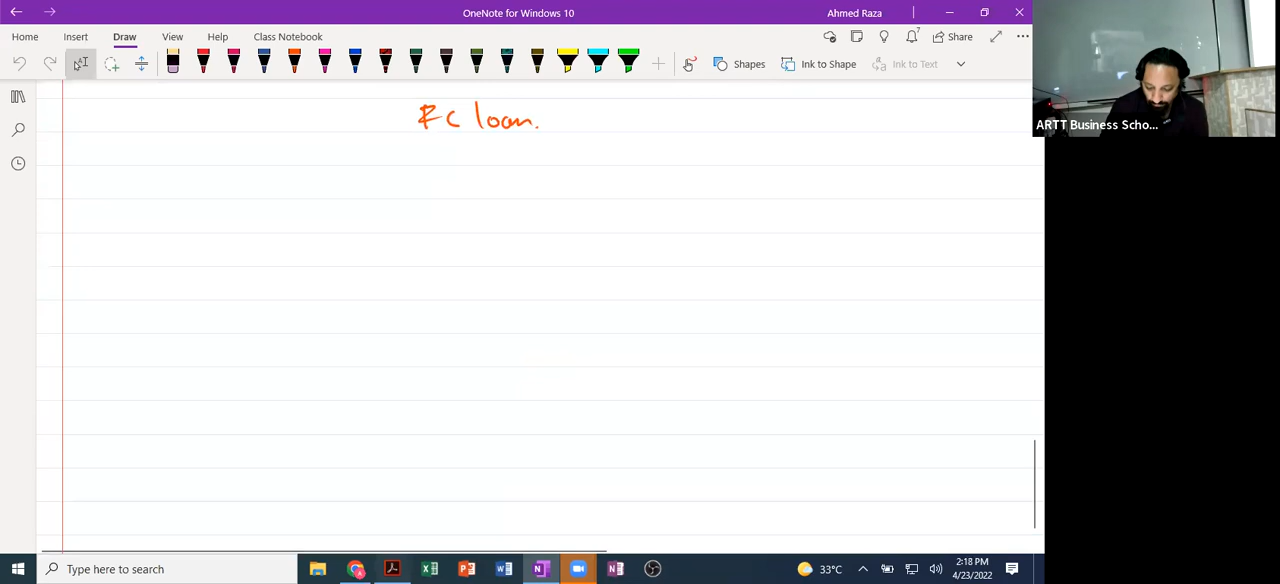 OneNote for Windows 10
Ahmed Raza
Home Insert Draw View Help Class Notebook
Share
Shapes Ink to Shape Ink to Text
ARTT Business Scho...
Fc loan.
Type here to search
33°C
2:18 PM
4/23/2022